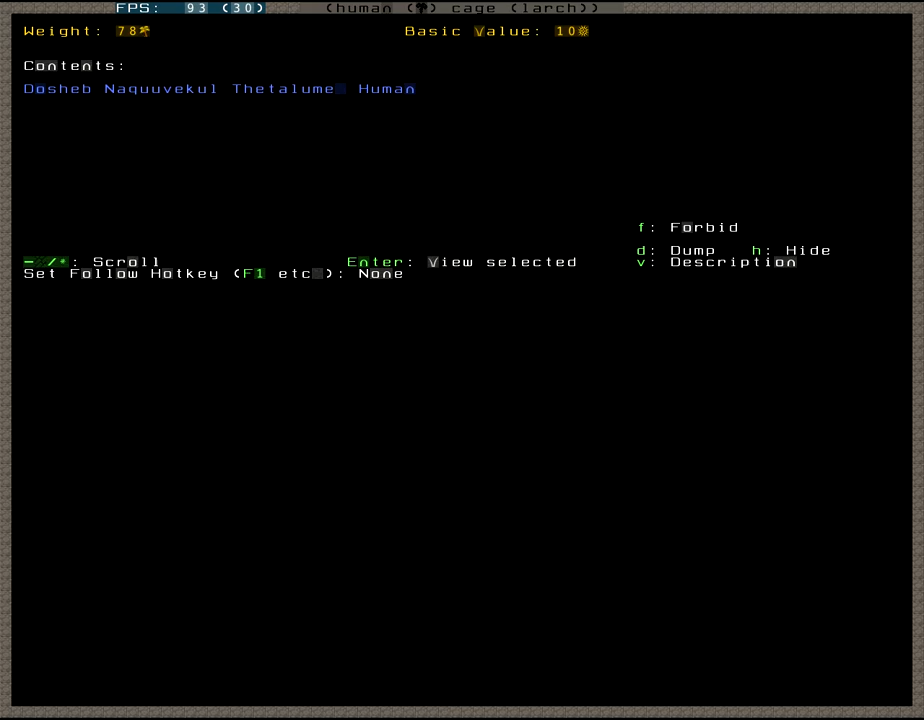 FPS: 93 (30) (human (♣) cage (larch))
Weight: 78 Basic Value: 10☼
Contents:
Dosheb Naquuvekul Thetalume Human
f: Forbid
d: Dump h: Hide
-/*: Scroll Enter: View selected v: Description
Set Follow Hotkey (F1 etc.): None